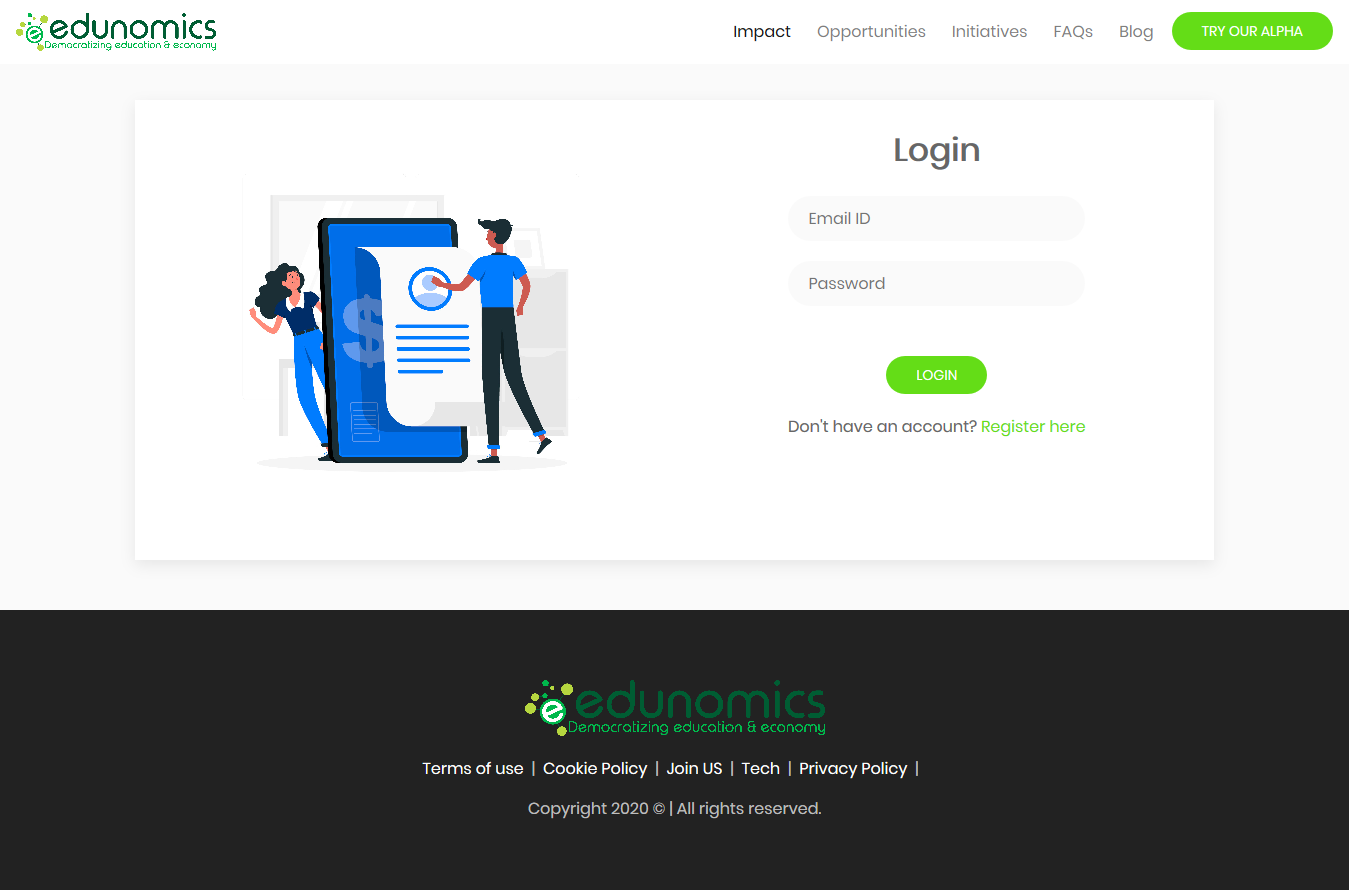 edunomics
Democratizing education & economy
Impact Opportunities Initiatives FAQs Blog TRY OUR ALPHA
Login
Email ID
Password
$
LOGIN
Don't have an account? Register here
e edunomics
Democratizing education & economy
Terms of use | Cookie Policy | Join US | Tech | Privacy Policy |
Copyright 2020 © | All rights reserved.